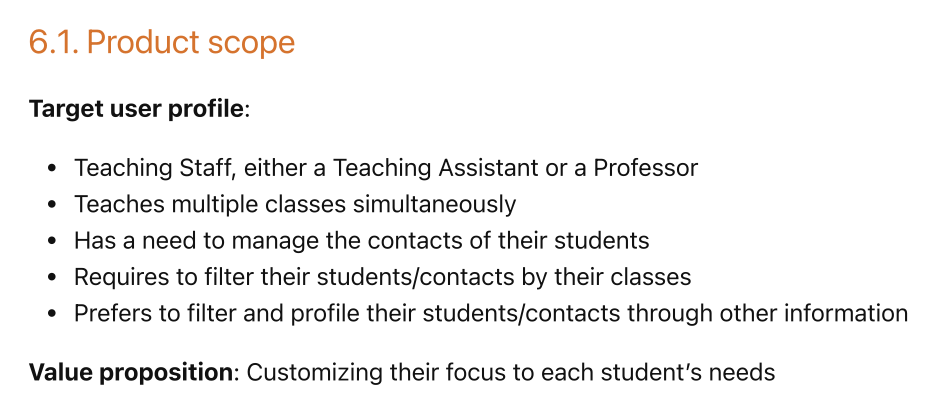 6.1. Product scope
Target user profile:
• Teaching Staff, either a Teaching Assistant or a Professor
• Teaches multiple classes simultaneously
• Has a need to manage the contacts of their students
• Requires to filter their students/contacts by their classes
• Prefers to filter and profile their students/contacts through other information
Value proposition: Customizing their focus to each student’s needs